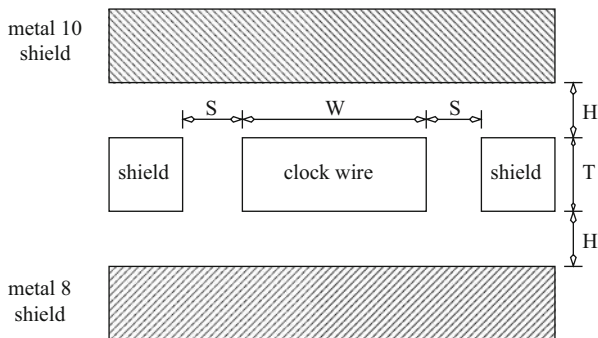 metal 10
shield
H
S W S
shield clock wire shield T
H
metal 8
shield